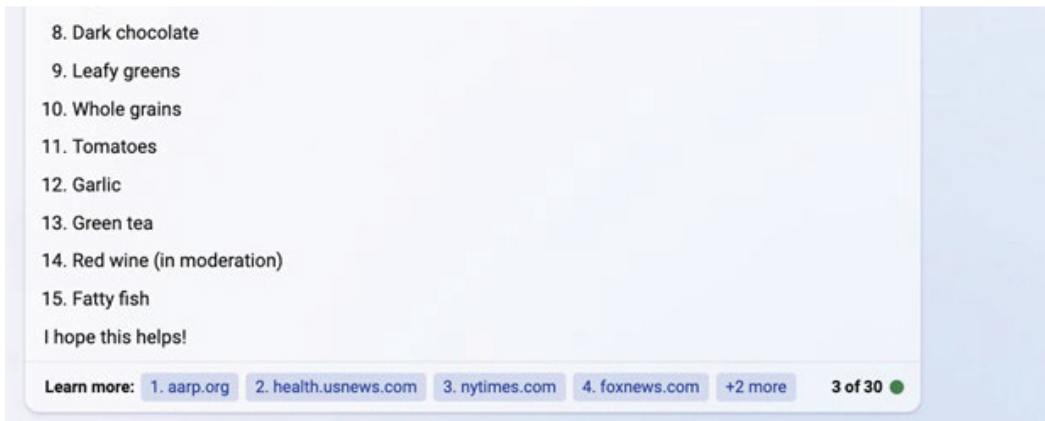 8. Dark chocolate
9. Leafy greens
10. Whole grains
11. Tomatoes
12. Garlic
13. Green tea
14. Red wine (in moderation)
15. Fatty fish
I hope this helps!
Learn more: 1. aarp.org 2. health.usnews.com 3. nytimes.com 4. foxnews.com +2 more 3 of 30